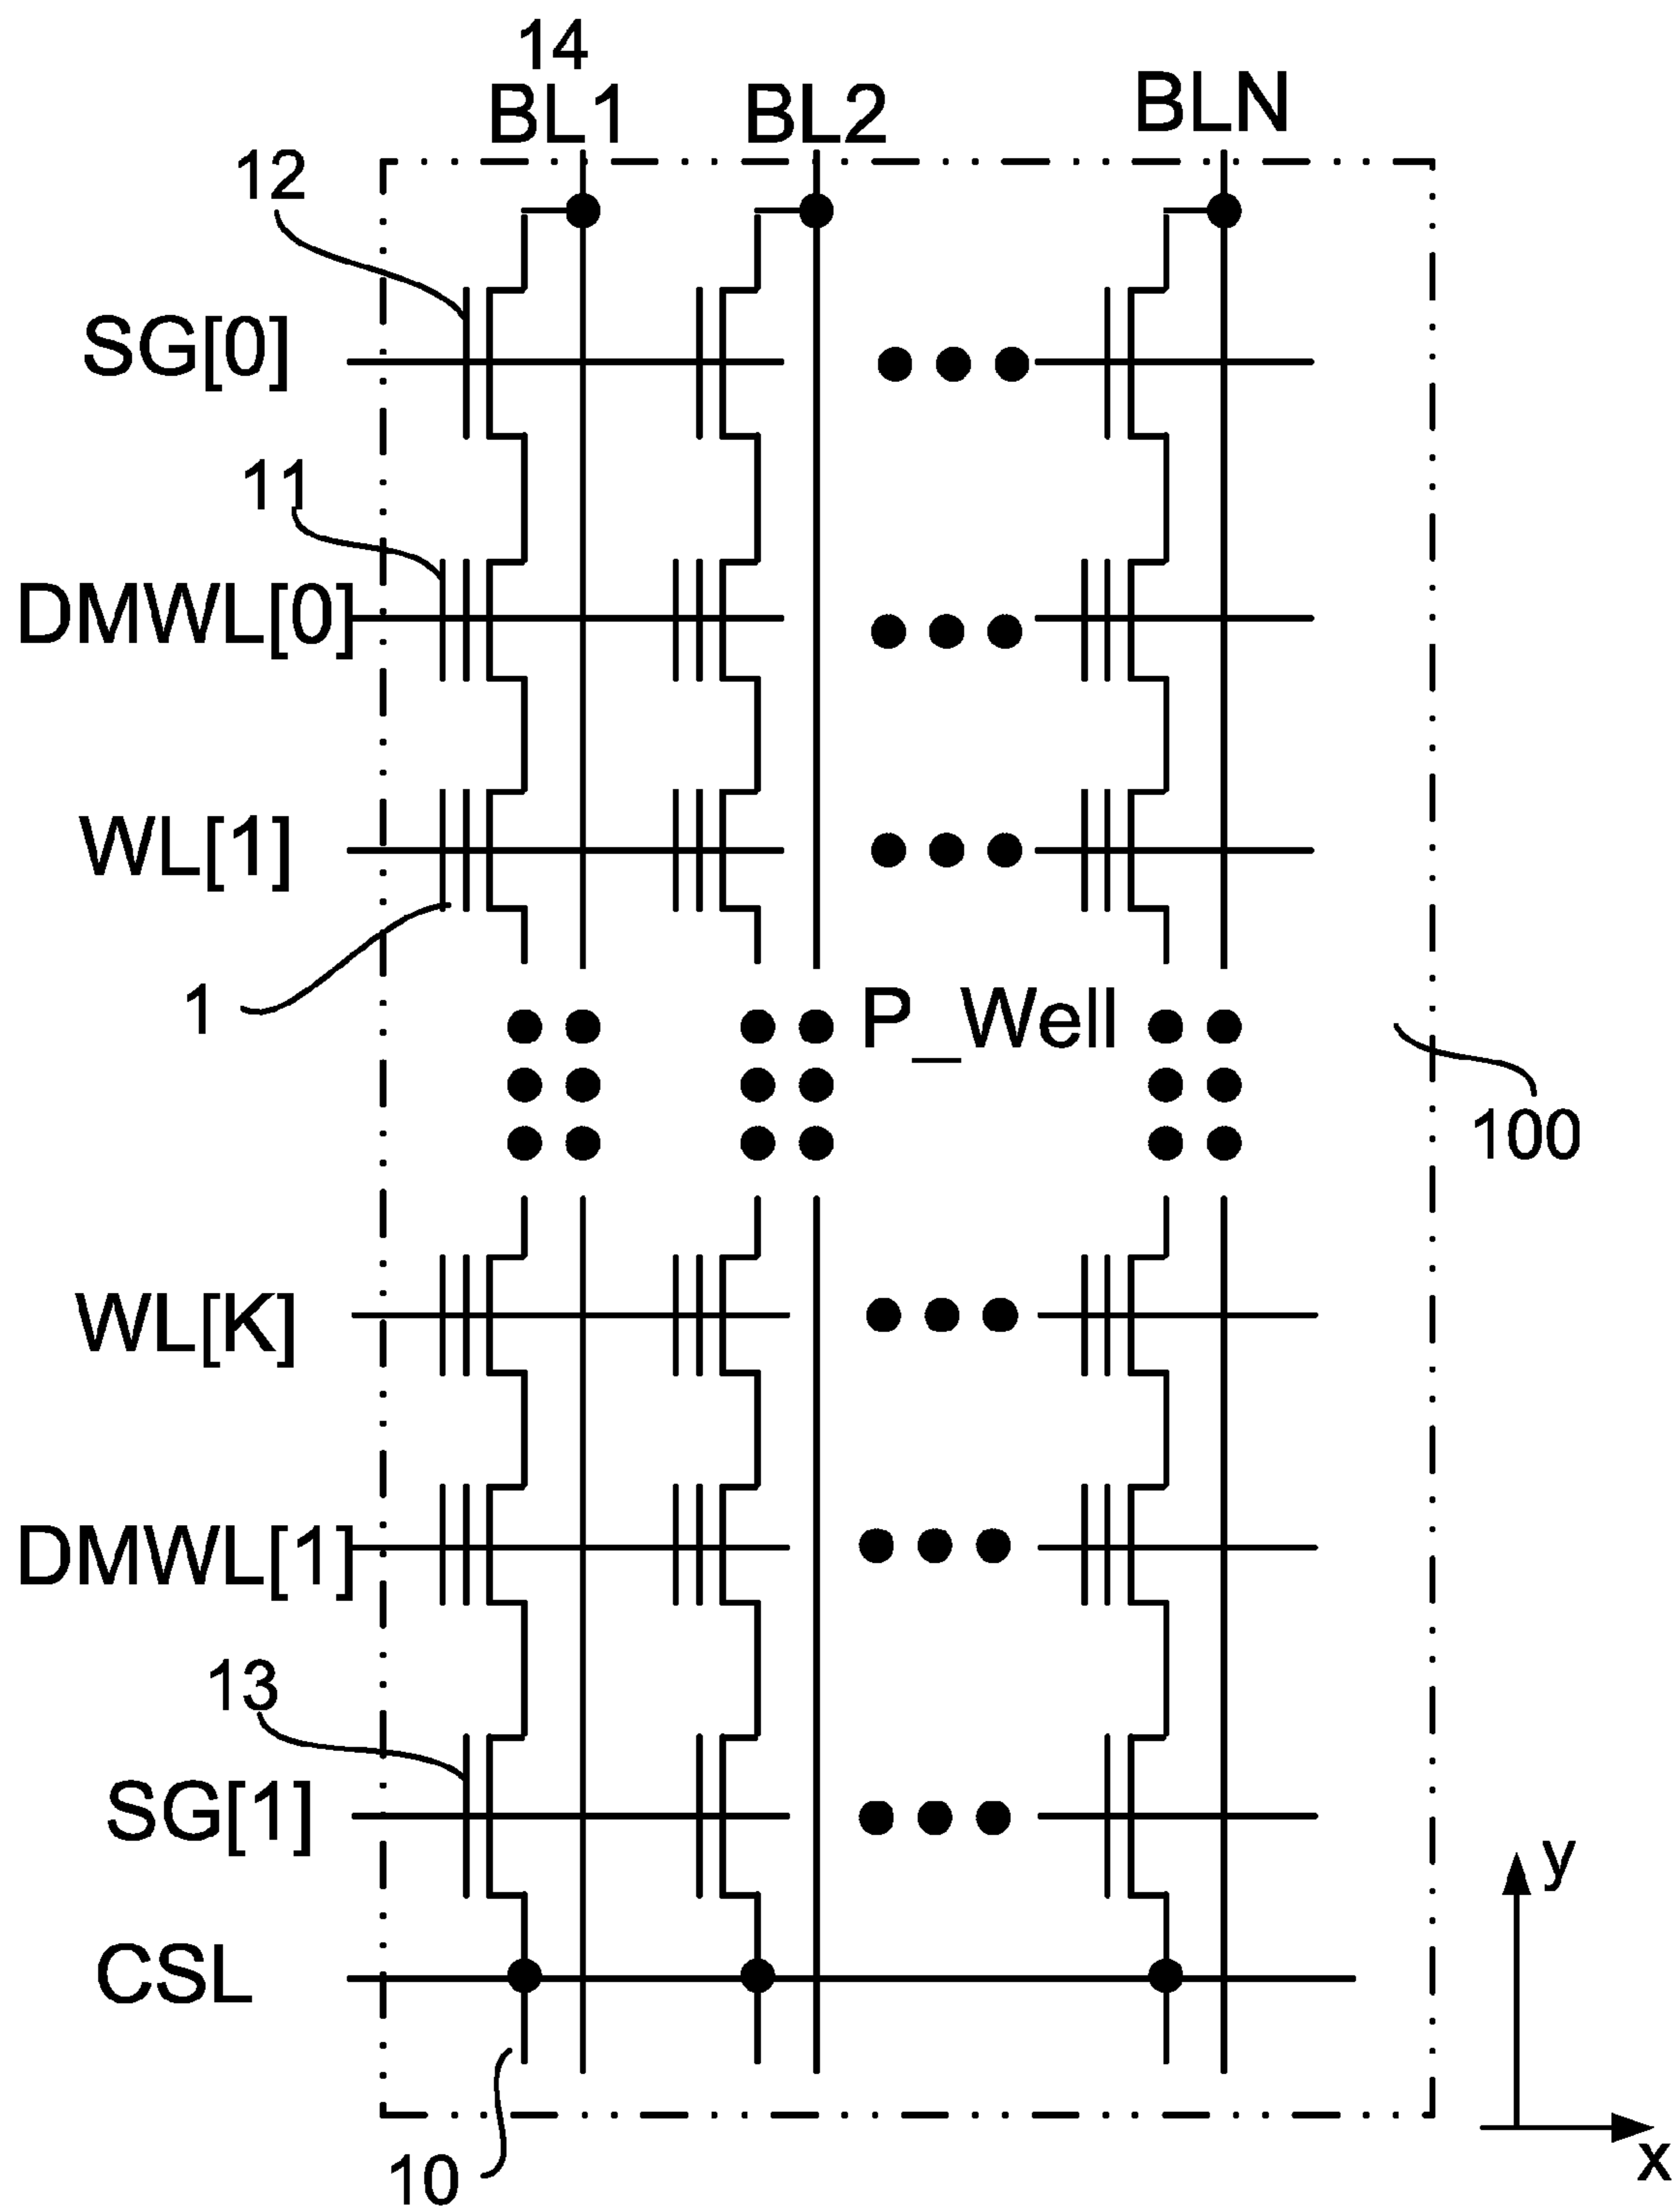 14
BL1 BL2 BLN
12
SG[0]
11
DMWL[0]
WL[1]
1
P_Well
100
WL[K]
DMWL[1]
13
SG[1]
y
CSL
x
10